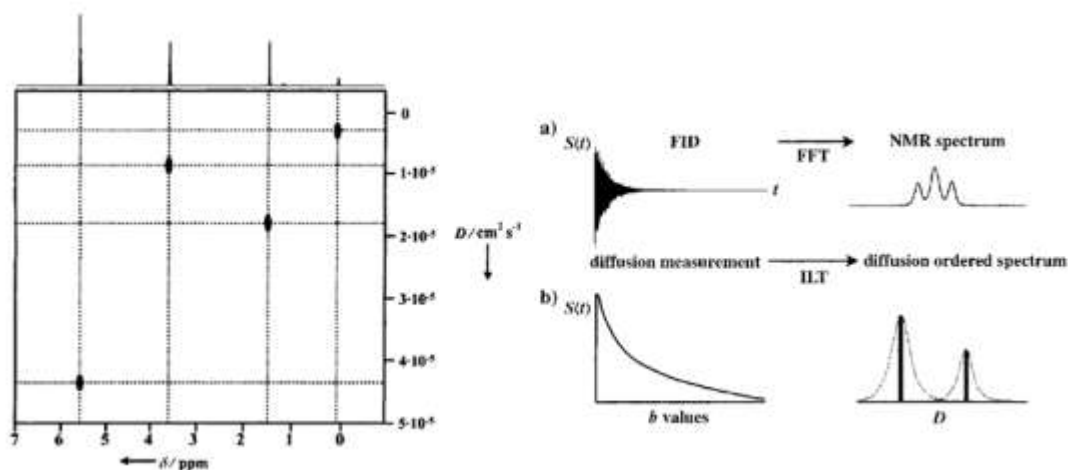 0
1·10⁻⁵
2·10⁻⁵
3·10⁻⁵
4·10⁻⁵
5·10⁻⁵
D / cm² s⁻¹
7 6 5 4 3 2 1 0
δ / ppm
a)
S(t) FID FFT NMR spectrum
t
diffusion measurement ILT diffusion ordered spectrum
b)
S(t)
b values D